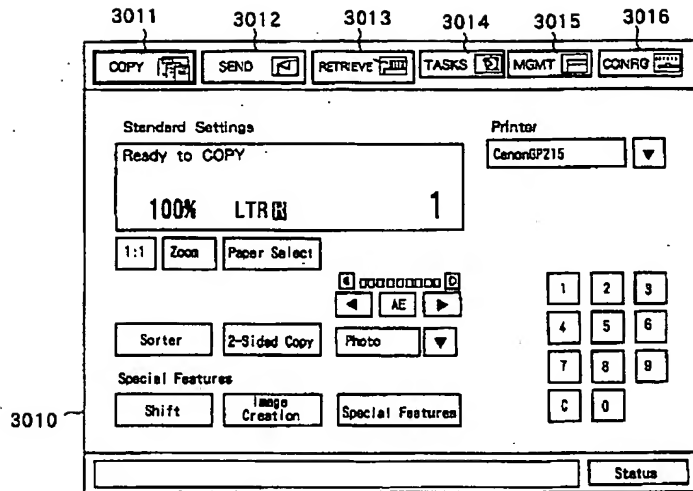 3011 3012 3013 3014 3015 3016
COPY SEND RETRIEVE TASKS MGMT CONRG
Standard Settings
Printer
Ready to COPY
CanonGPZ15
100% LTR R 1
1:1 Zoom Paper Select
AE
1 2 3
Sorter 2-Sided Copy Photo
4 5 6
7 8 9
Special Features
3010
Shift Image Creation Special Features
C 0
Status